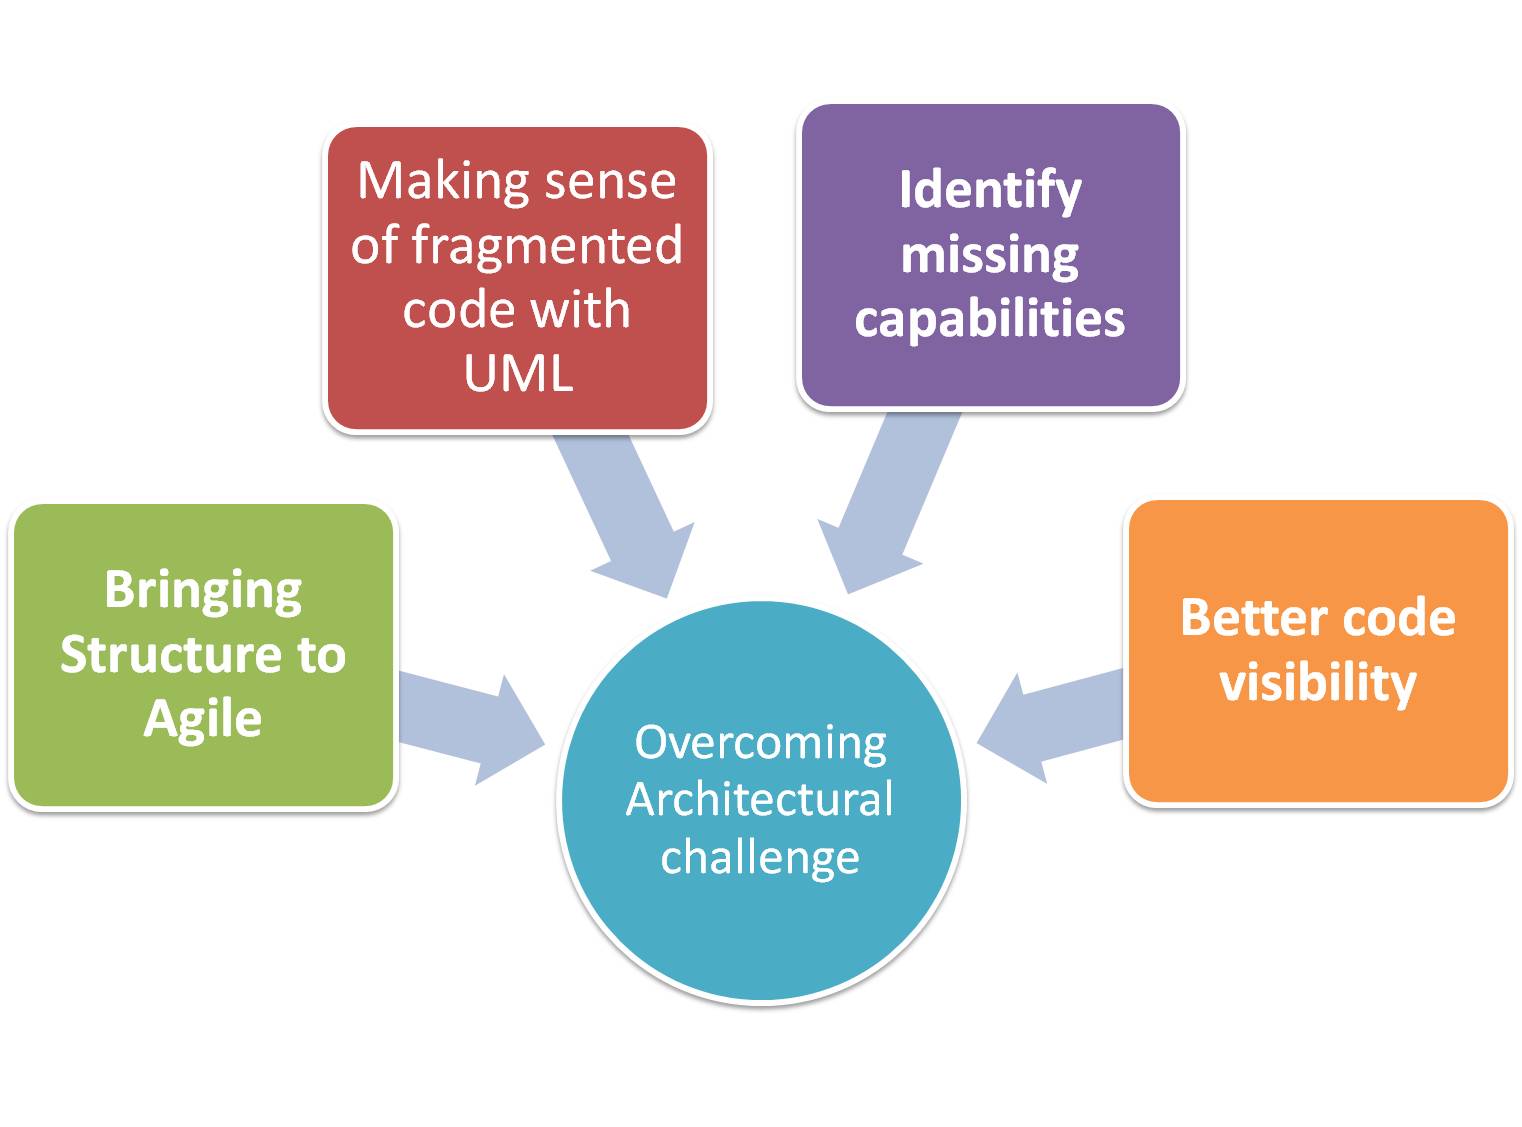 Making sense
of fragmented
code with
UML
Identify
missing
capabilities
Bringing
Structure to
Agile
Better code
visibility
Overcoming
Architectural
challenge